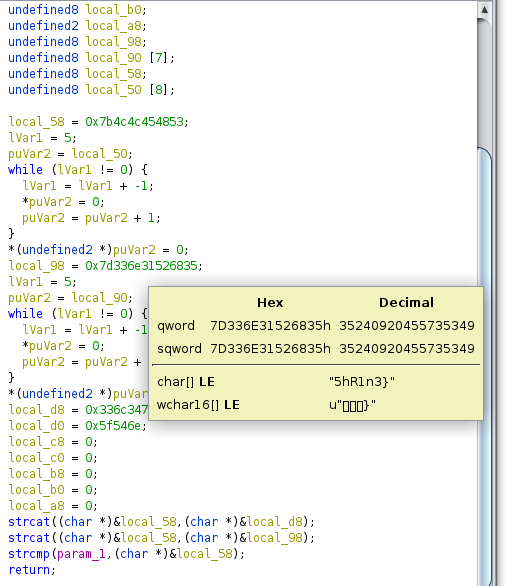 undefined8 local_b0;
undefined2 local_a8;
undefined8 local_98;
undefined8 local_90 [7];
undefined8 local_58;
undefined8 local_50 [8];
local_58 = 0x7b4c4c454853;
lVar1 = 5;
puVar2 = local_50;
while (lVar1 != 0) {
lVar1 = lVar1 + -1;
*puVar2 = 0;
puVar2 = puVar2 + 1;
}
*(undefined2 *)puVar2 = 0;
local_98 = 0x7d336e31526835;
lVar1 = 5;
puVar2 = local_90;
while (lVar1 != 0) {
lVar1 = lVar1 + -1
*puVar2 = 0;
puVar2 = puVar2 +
}
*(undefined2 *)puVar
local_d8 = 0x336c347
local_d0 = 0x5f546e;
local_c8 = 0;
local_c0 = 0;
local_b8 = 0;
local_b0 = 0;
local_a8 = 0;
strcat((char *)&local_58,(char *)&local_d8);
strcat((char *)&local_58,(char *)&local_98);
strcmp(param_1,(char *)&local_58);
return;
Hex Decimal
qword 7D336E31526835h 35240920455735349
sqword 7D336E31526835h 35240920455735349
char[] LE "5hR1n3}"
wchar16[] LE u"▯▯▯}"